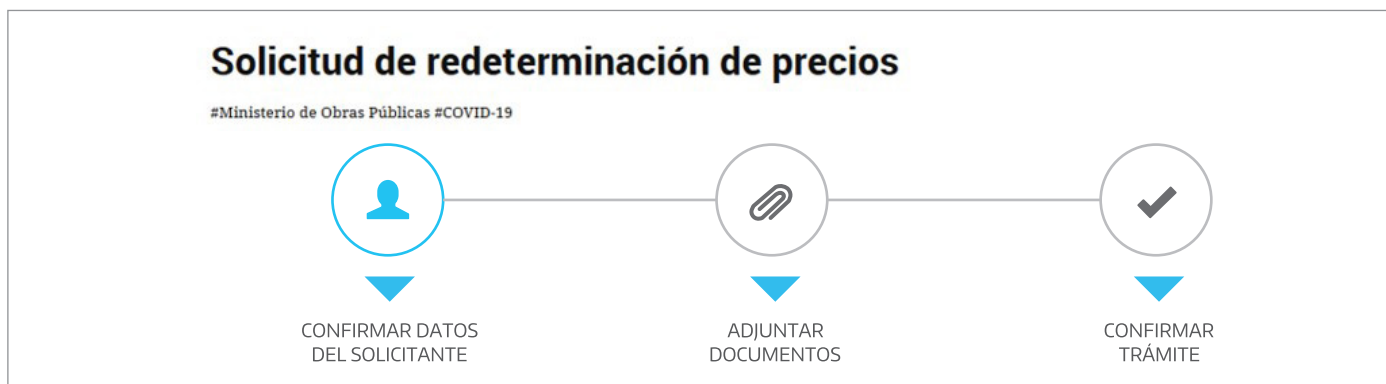 Solicitud de redeterminación de precios
#Ministerio de Obras Públicas #COVID-19
CONFIRMAR DATOS
DEL SOLICITANTE
ADJUNTAR
DOCUMENTOS
CONFIRMAR
TRÁMITE